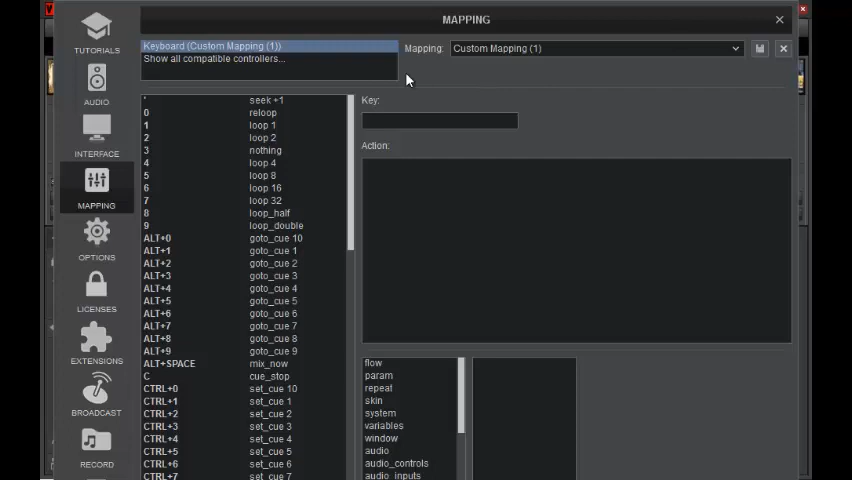 MAPPING
TUTORIALS
AUDIO
INTERFACE
MAPPING
OPTIONS
LICENSES
EXTENSIONS
BROADCAST
RECORD
Keyboard (Custom Mapping (1))
Show all compatible controllers...
Mapping: Custom Mapping (1)
' seek +1
0 reloop
1 loop 1
2 loop 2
3 nothing
4 loop 4
5 loop 8
6 loop 16
7 loop 32
8 loop_half
9 loop_double
ALT+0 goto_cue 10
ALT+1 goto_cue 1
ALT+2 goto_cue 2
ALT+3 goto_cue 3
ALT+4 goto_cue 4
ALT+5 goto_cue 5
ALT+6 goto_cue 6
ALT+7 goto_cue 7
ALT+8 goto_cue 8
ALT+9 goto_cue 9
ALT+SPACE mix_now
C cue_stop
CTRL+0 set_cue 10
CTRL+1 set_cue 1
CTRL+2 set_cue 2
CTRL+3 set_cue 3
CTRL+4 set_cue 4
CTRL+5 set_cue 5
CTRL+6 set_cue 6
CTRL+7 set_cue 7
Key:
Action:
flow
param
repeat
skin
system
variables
window
audio
audio_controls
audio_inputs